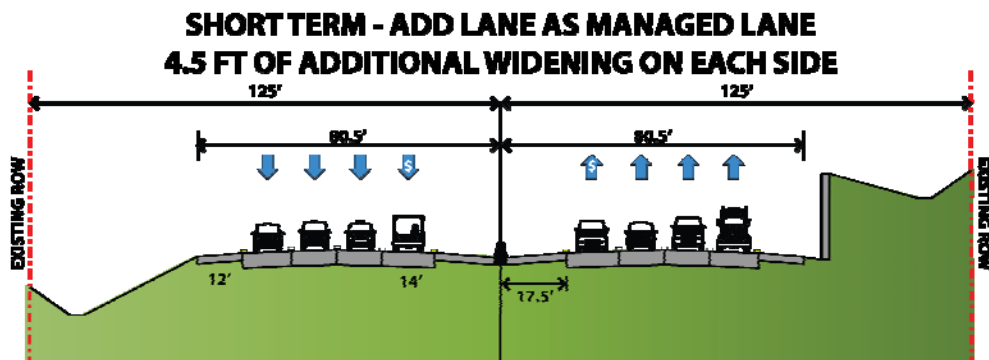 SHORT TERM - ADD LANE AS MANAGED LANE
4.5 FT OF ADDITIONAL WIDENING ON EACH SIDE
125' 125'
80.5' 80.5'
$ $
EXISTING ROW
EXISTING ROW
12' 14'
17.5'